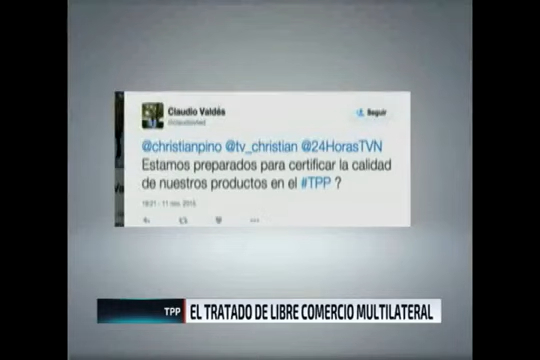 Claudio Valdés
Seguir
@christianpino @tv_christian @24HorasTVN
Estamos preparados para certificar la calidad
de nuestros productos en el #TPP ?
TPP
EL TRATADO DE LIBRE COMERCIO MULTILATERAL